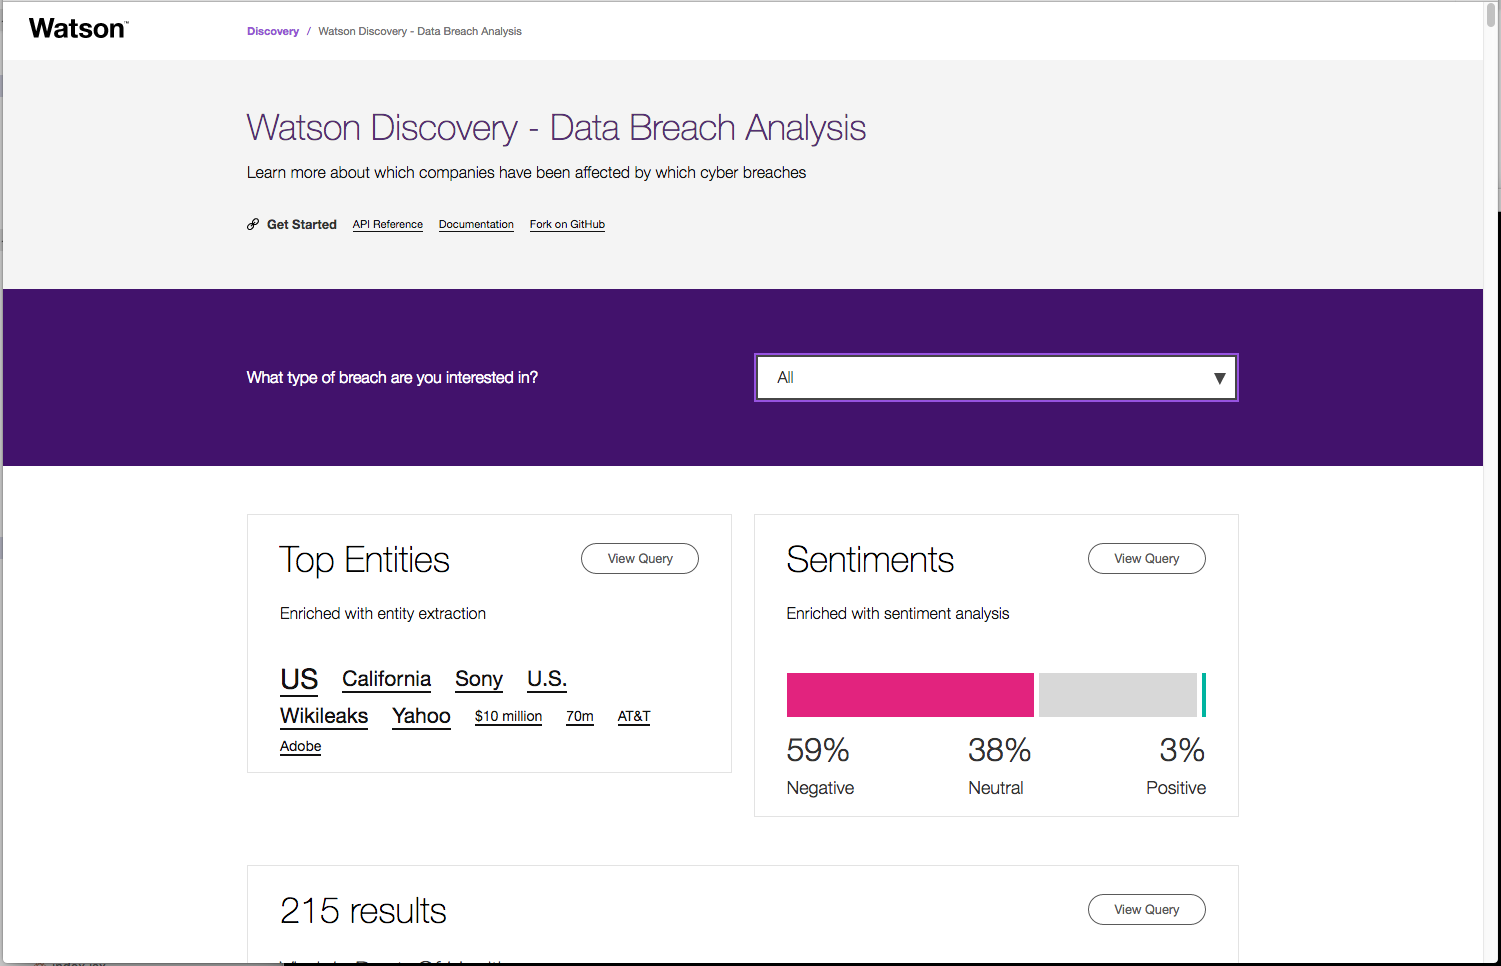 Watson™
Discovery / Watson Discovery - Data Breach Analysis
Watson Discovery - Data Breach Analysis
Learn more about which companies have been affected by which cyber breaches
Get Started API Reference Documentation Fork on GitHub
What type of breach are you interested in?
All
Top Entities
View Query
Enriched with entity extraction
US California Sony U.S.
Wikileaks Yahoo $10 million 70m AT&T
Adobe
Sentiments
View Query
Enriched with sentiment analysis
59% 38% 3%
Negative Neutral Positive
215 results
View Query